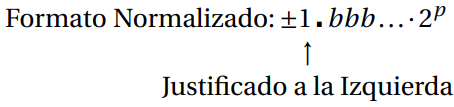 Formato Normalizado: ±1.bbb...·2^p
↑
Justificado a la Izquierda